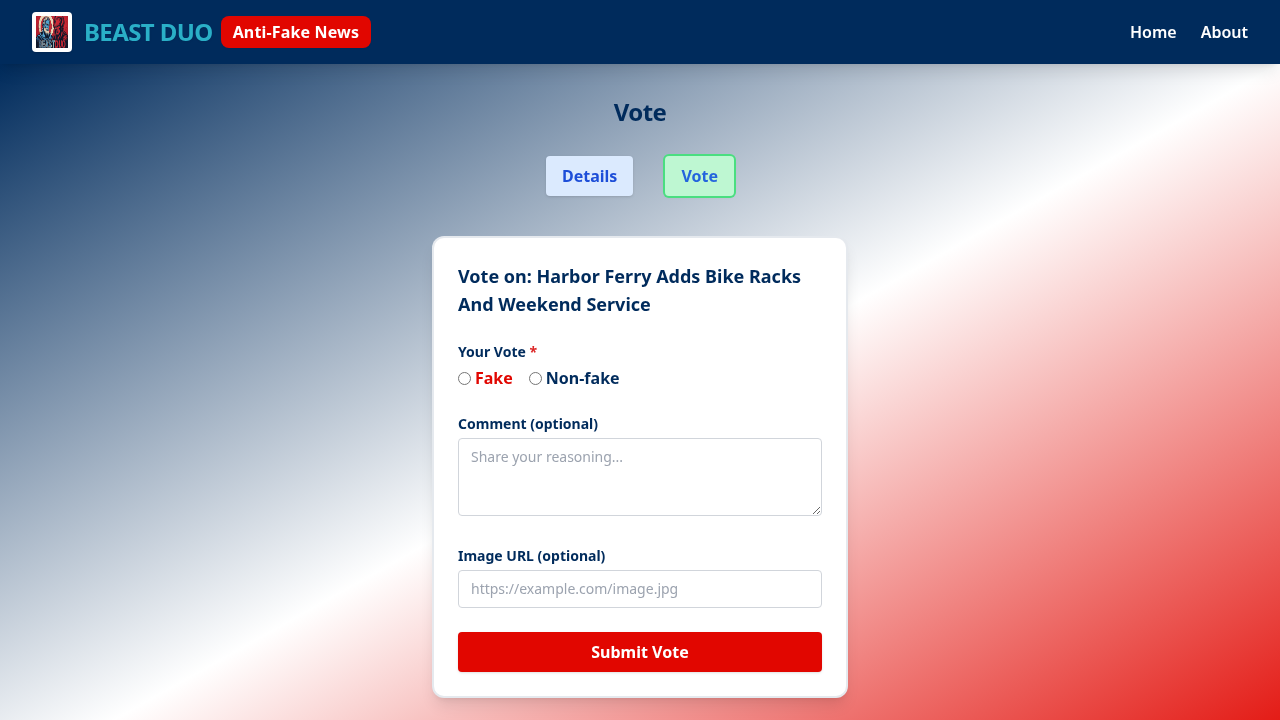 BEAST DUO
Anti-Fake News
Home
About
Vote
Details
Vote
Vote on: Harbor Ferry Adds Bike Racks
And Weekend Service
Your Vote *
Fake
Non-fake
Comment (optional)
Share your reasoning...
Image URL (optional)
https://example.com/image.jpg
Submit Vote